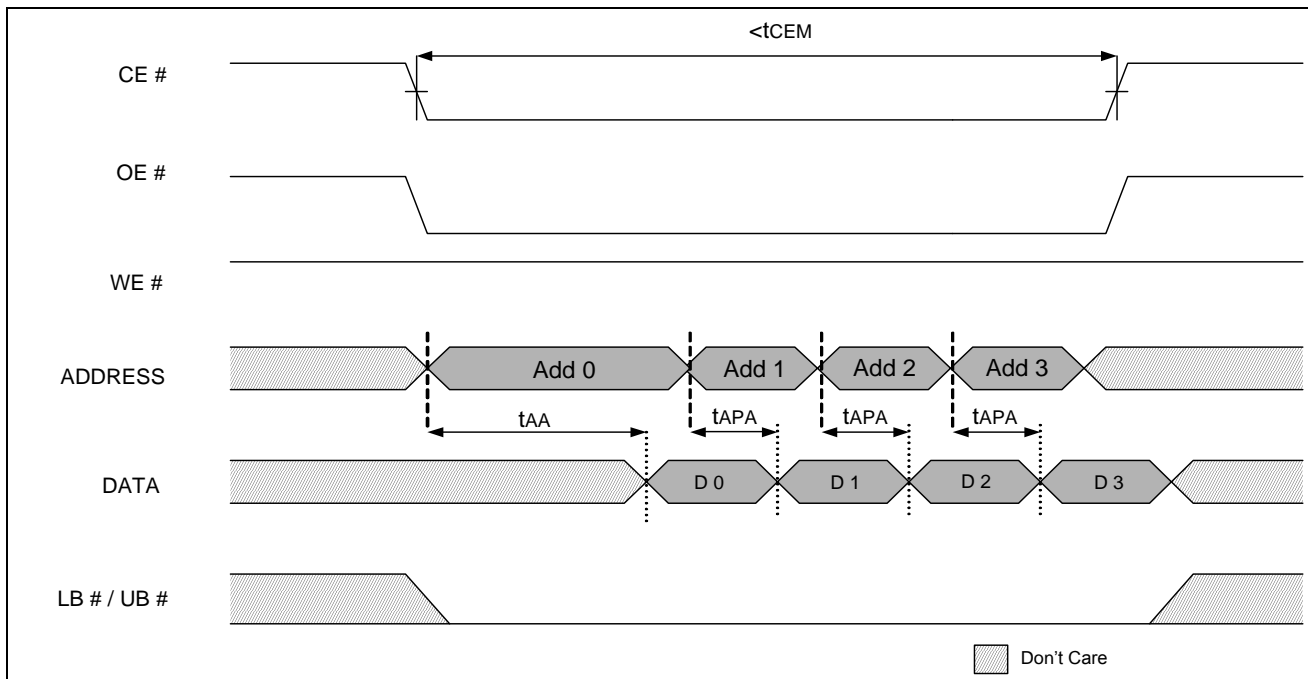 <tCEM
CE #
OE #
WE #
ADDRESS
Add 0
Add 1
Add 2
Add 3
tAA
tAPA
tAPA
tAPA
DATA
D 0
D 1
D 2
D 3
LB # / UB #
Don't Care